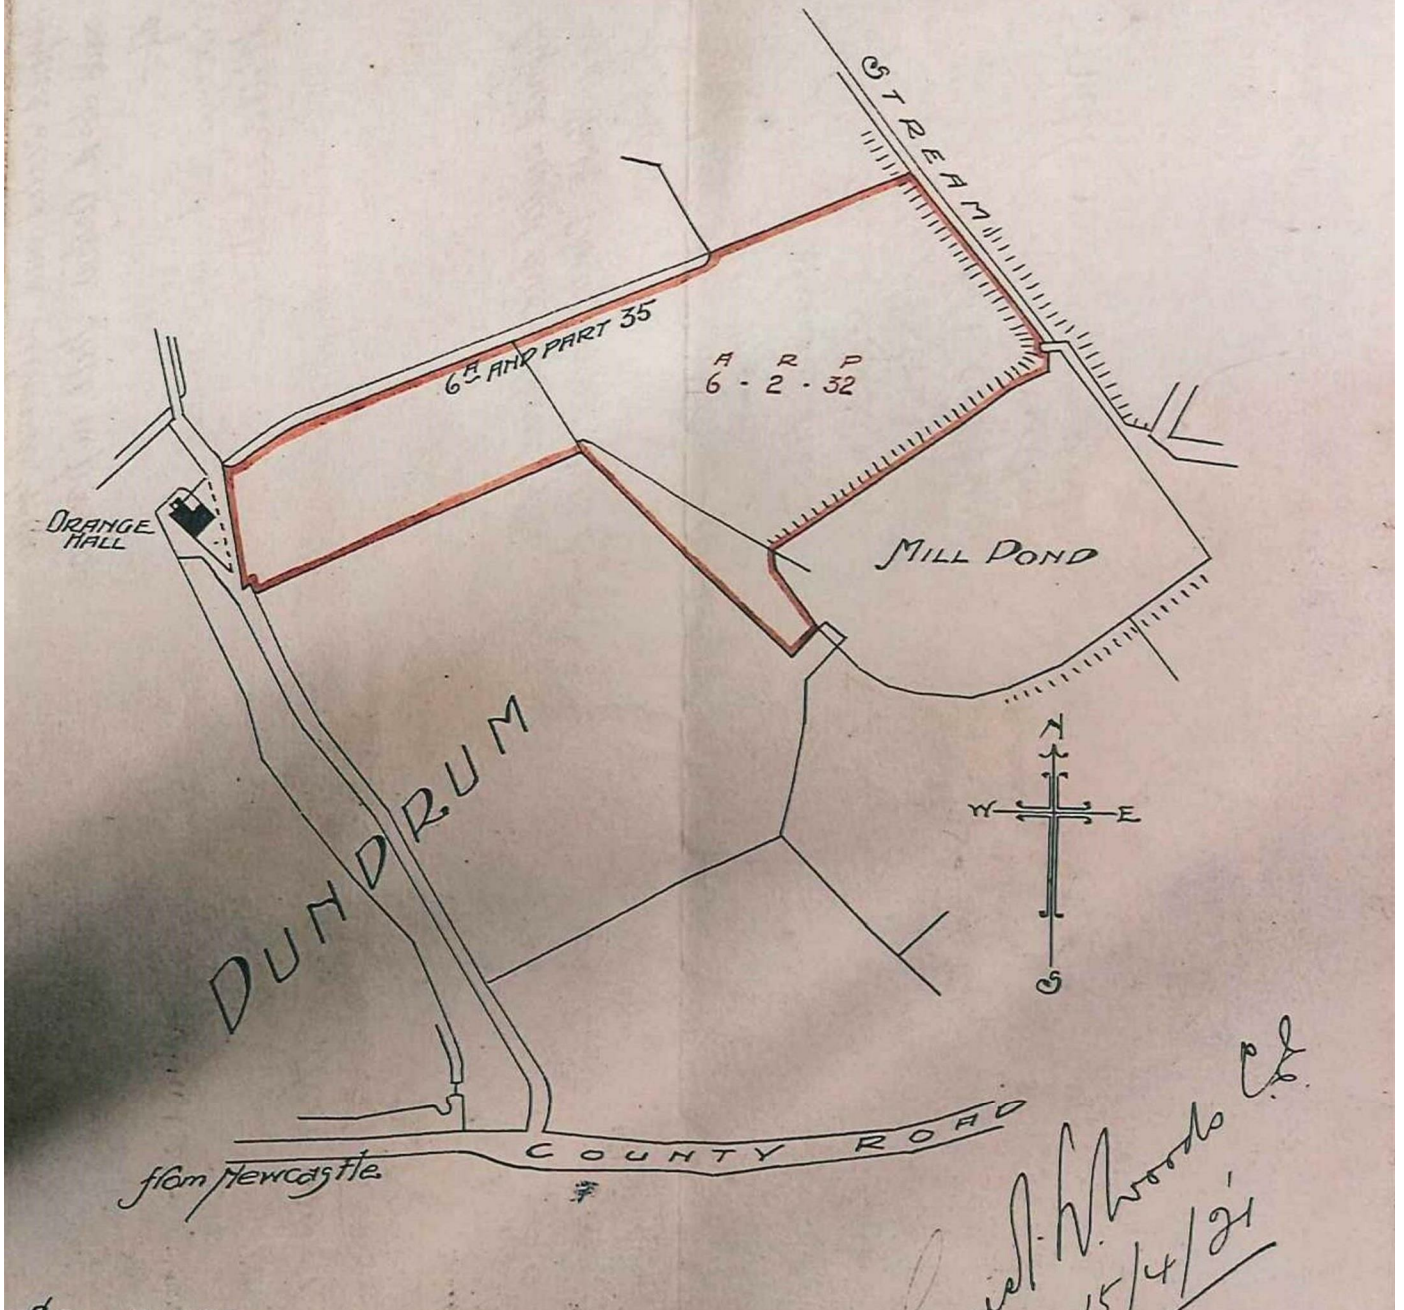 STREAM
6A AND PART 35
A R P
6 - 2 - 32
ORANGE
HALL
MILL POND
N
W E
S
DUNDRUM
COUNTY ROAD
from Newcastle
Woods C.E.
15/4/21